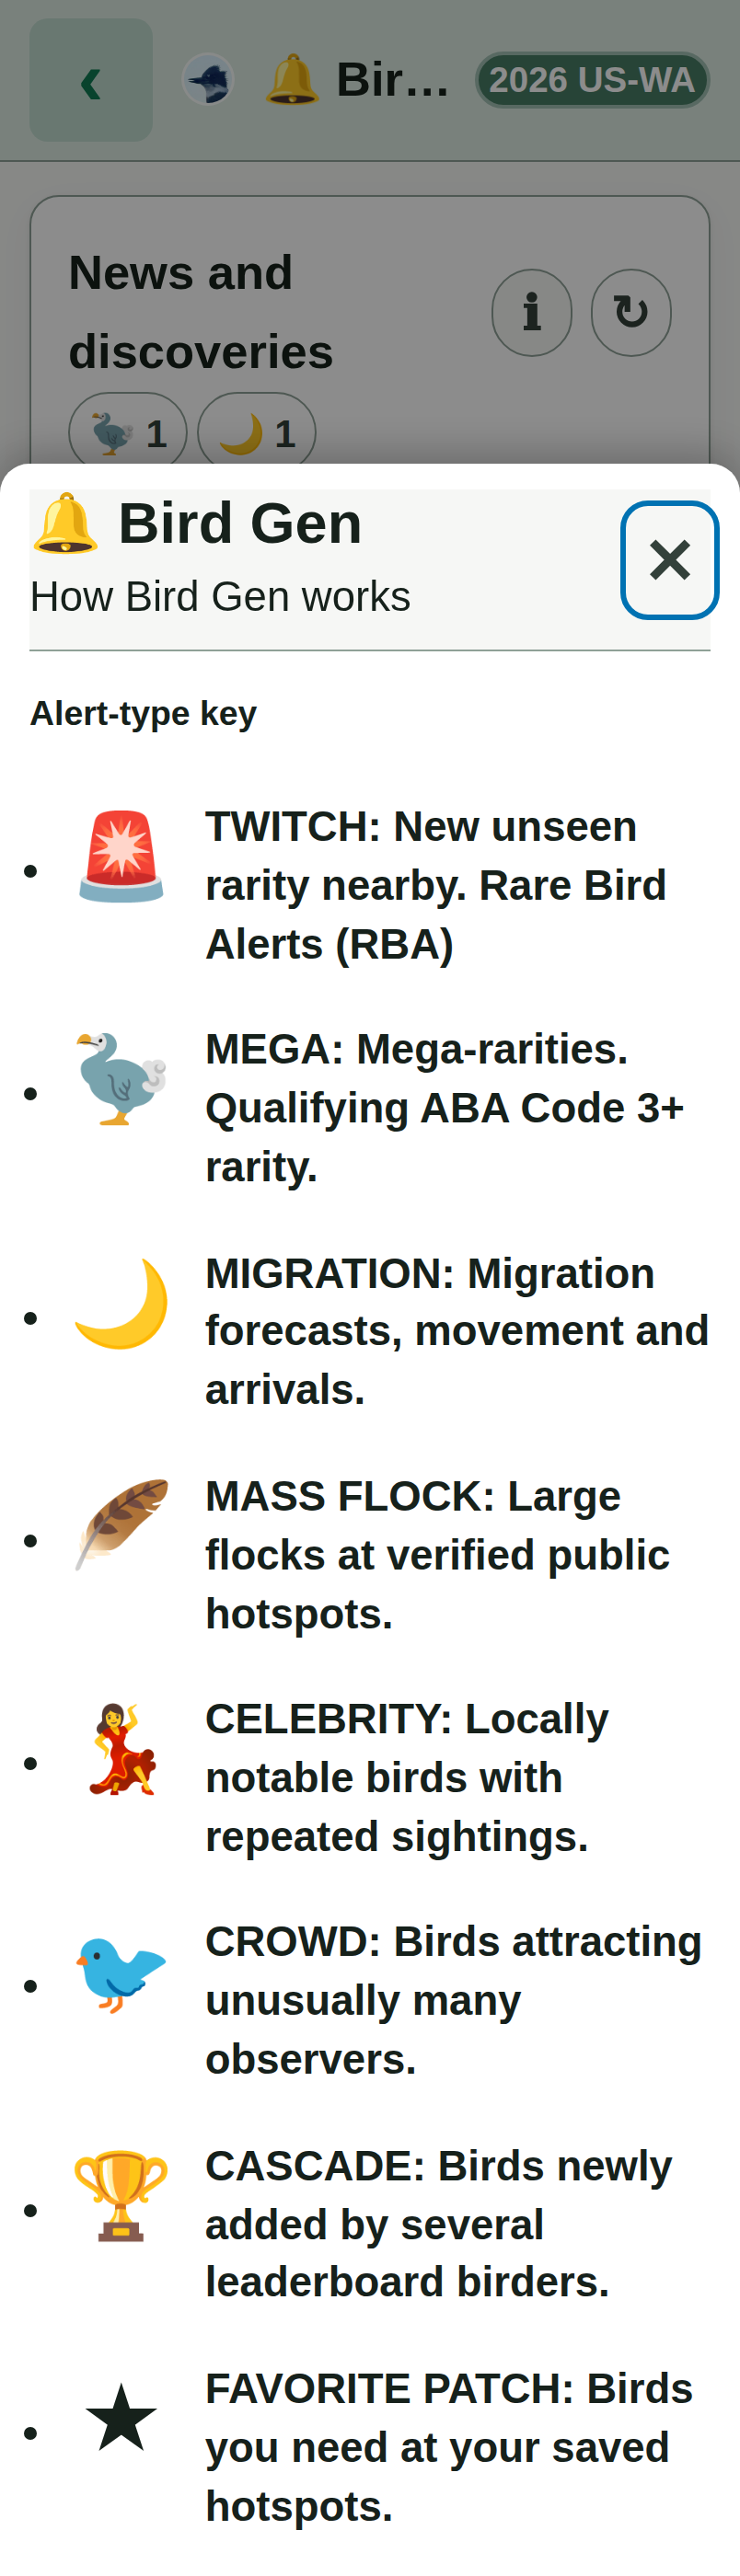 ‹ 🔔 Bir... 2026 US-WA
News and
discoveries
ℹ ↻
🦤 1 🌙 1
🔔 Bird Gen
✕
How Bird Gen works
Alert-type key
• 🚨 TWITCH: New unseen
rarity nearby. Rare Bird
Alerts (RBA)
• 🦤 MEGA: Mega-rarities.
Qualifying ABA Code 3+
rarity.
• 🌙 MIGRATION: Migration
forecasts, movement and
arrivals.
• 🪶 MASS FLOCK: Large
flocks at verified public
hotspots.
• 💃 CELEBRITY: Locally
notable birds with
repeated sightings.
• 🐦 CROWD: Birds attracting
unusually many
observers.
• 🏆 CASCADE: Birds newly
added by several
leaderboard birders.
• ★ FAVORITE PATCH: Birds
you need at your saved
hotspots.